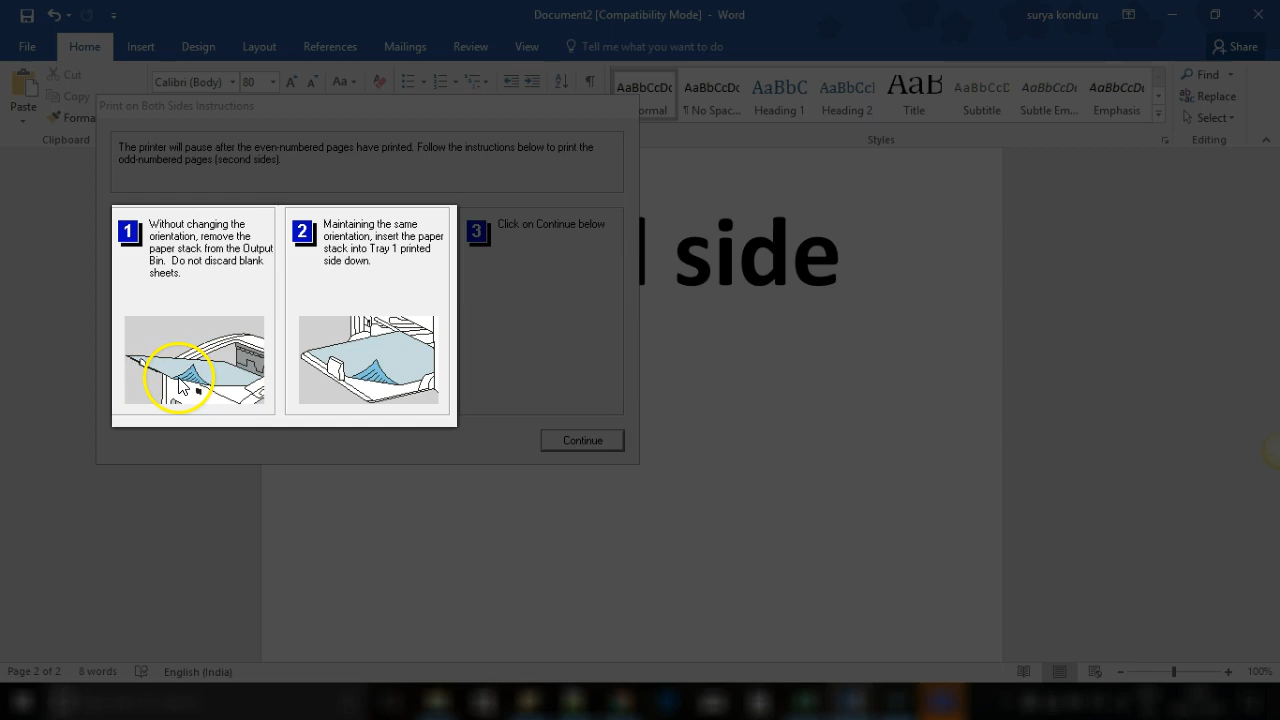 Document2 [Compatibility Mode] - Word
surya konduru
File
Home
Insert
Design
Layout
References
Mailings
Review
View
Tell me what you want to do
Share
Paste
Cut
Copy
Forma
Clipboard
Calibri (Body)
80
Aa
AaBbCcDc
ormal
AaBbCcDc
¶ No Spac...
AaBbC
Heading 1
AaBbCcI
Heading 2
AaB
Title
AaBbCcD
Subtitle
AaBbCcDc
Subtle Em...
AaBbCcDc
Emphasis
Styles
Find
Replace
Select
Editing
Print on Both Sides Instructions
The printer will pause after the even-numbered pages have printed. Follow the instructions below to print the
odd-numbered pages (second sides).
1
Without changing the
orientation, remove the
paper stack from the Output
Bin. Do not discard blank
sheets.
2
Maintaining the same
orientation, insert the paper
stack into Tray 1 printed
side down.
3
Click on Continue below
Continue
side
Page 2 of 2
8 words
English (India)
100%